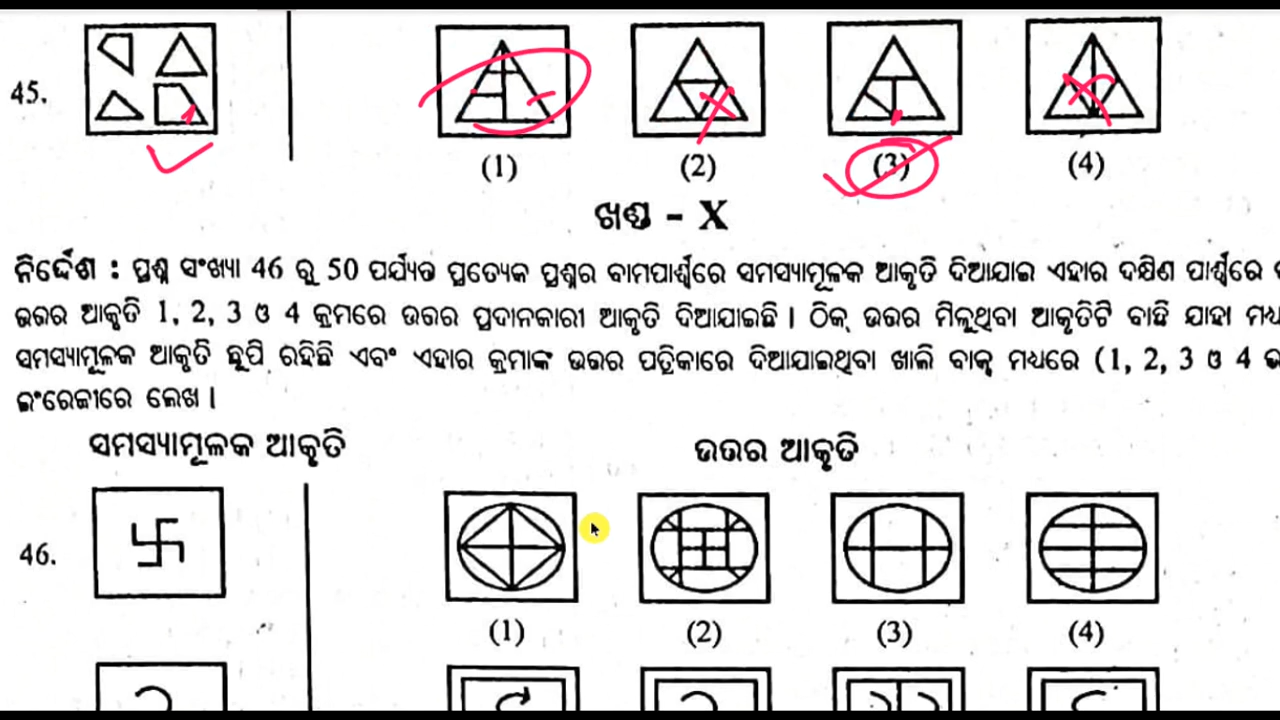 45.
(1) (2) (3) (4)
ଖଣ୍ଡ - X
ନିର୍ଦ୍ଦେଶ : ପ୍ରଶ୍ନ ସଂଖ୍ୟା 46 ରୁ 50 ପର୍ଯ୍ୟନ୍ତ ପ୍ରତ୍ୟେକ ପ୍ରଶ୍ନର ବାମପାର୍ଶ୍ୱରେ ସମସ୍ୟାମୂଳକ ଆକୃତି ଦିଆଯାଇ ଏହାର ଦକ୍ଷିଣ ପାର୍ଶ୍ୱରେ
ଉତ୍ତର ଆକୃତି 1, 2, 3 ଓ 4 କ୍ରମରେ ଉତ୍ତର ପ୍ରଦାନକାରୀ ଆକୃତି ଦିଆଯାଇଛି । ଠିକ୍ ଉତ୍ତର ମିଳୁଥିବା ଆକୃତିଟି ବାଛି ଯାହା
ସମସ୍ୟାମୂଳକ ଆକୃତି ଛୁପି ରହିଛି ଏବଂ ଏହାର କ୍ରମାଙ୍କ ଉତ୍ତର ପତ୍ରିକାରେ ଦିଆଯାଇଥିବା ଖାଲି ବାକ୍ସ ମଧ୍ୟରେ (1, 2, 3 ଓ 4
ଇଂରେଜୀରେ ଲେଖ ।
ସମସ୍ୟାମୂଳକ ଆକୃତି ଉତ୍ତର ଆକୃତି
46.
(1) (2) (3) (4)